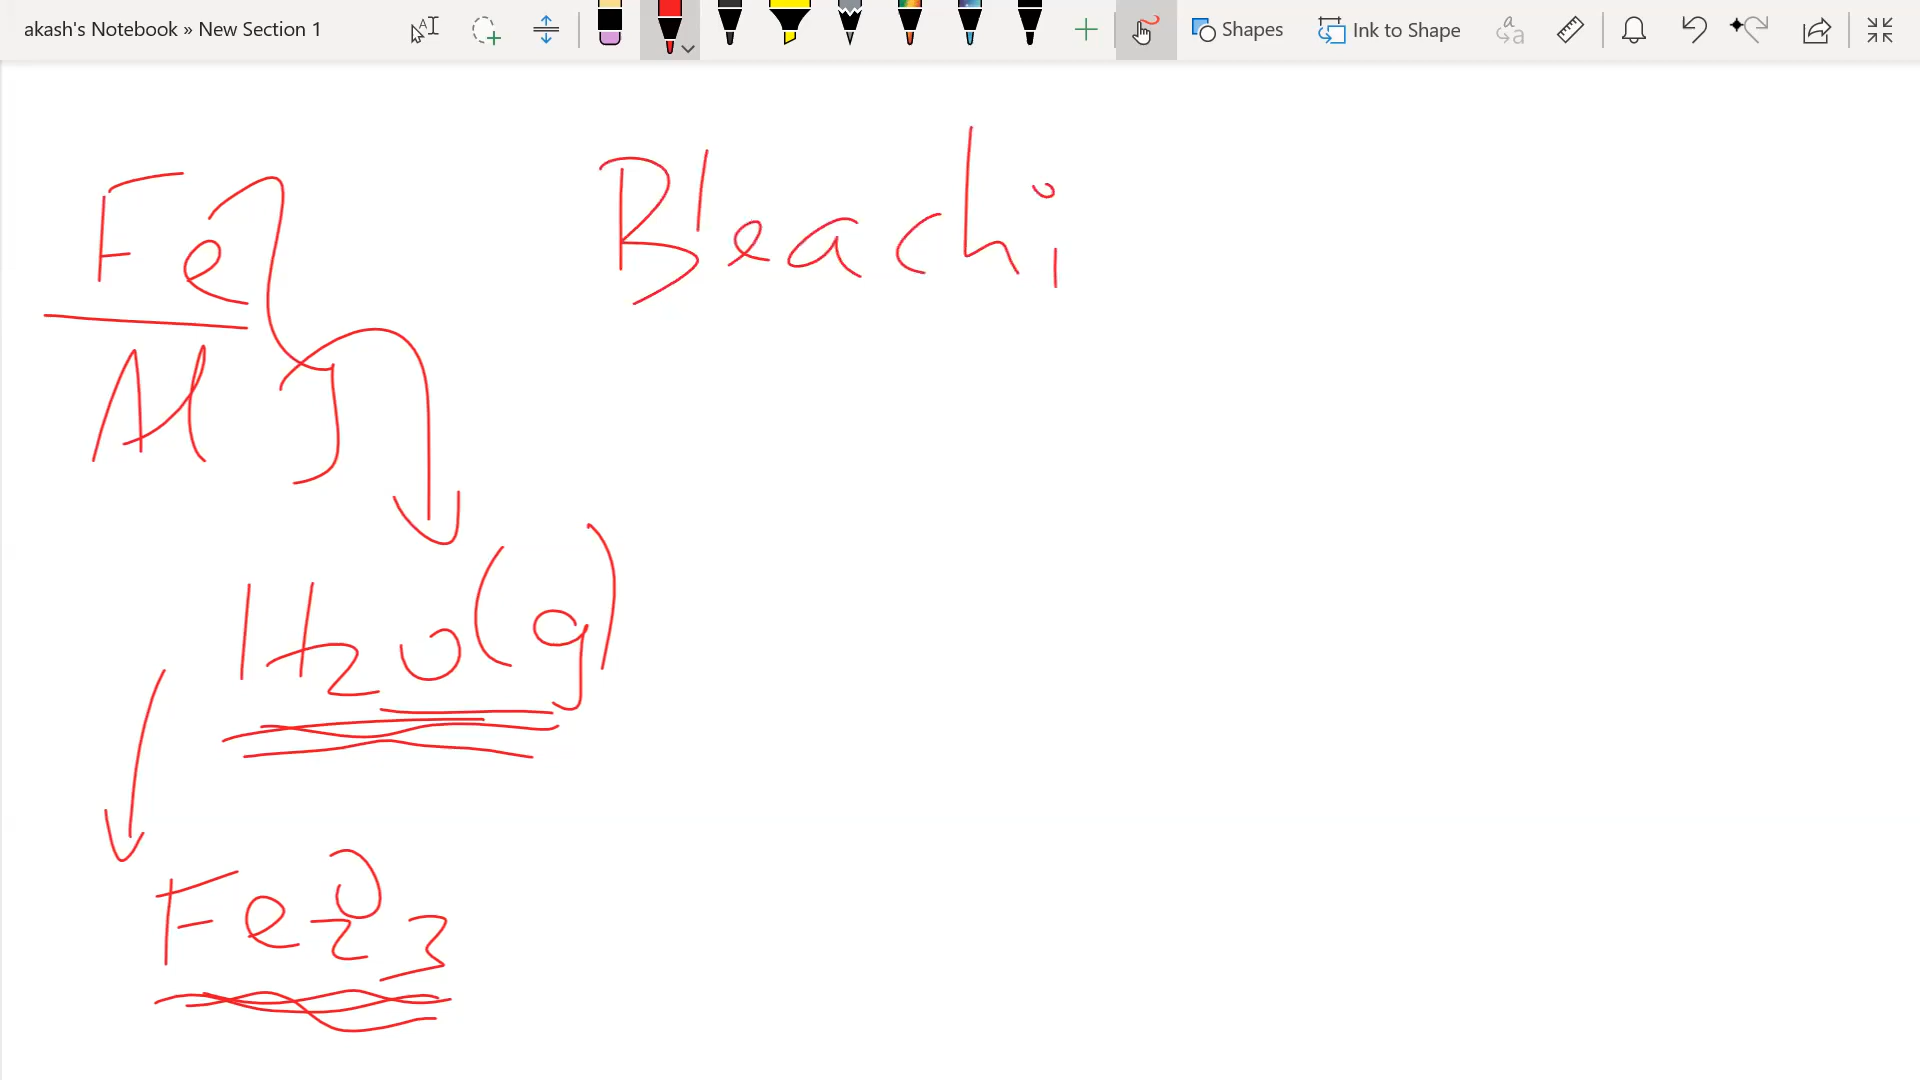 akash's Notebook » New Section 1
Shapes
Ink to Shape
Fe
Al
H2O(g)
Fe2O3
Bleachi